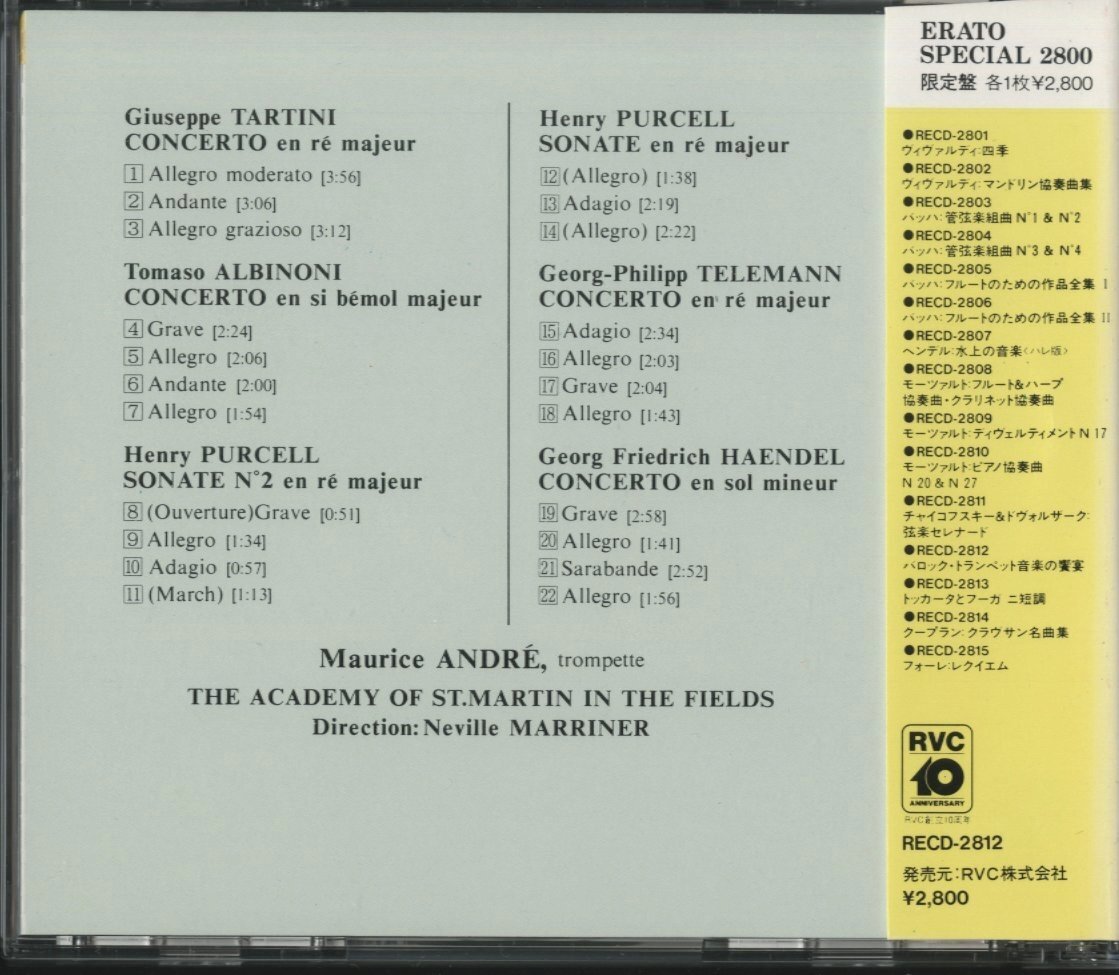 Giuseppe TARTINI
CONCERTO en ré majeur
1 Allegro moderato [3:56]
2 Andante [3:06]
3 Allegro grazioso [3:12]
Tomaso ALBINONI
CONCERTO en si bémol majeur
4 Grave [2:24]
5 Allegro [2:06]
6 Andante [2:00]
7 Allegro [1:54]
Henry PURCELL
SONATE N°2 en ré majeur
8 (Ouverture)Grave [0:51]
9 Allegro [1:34]
10 Adagio [0:57]
11 (March) [1:13]
Henry PURCELL
SONATE en ré majeur
12 (Allegro) [1:38]
13 Adagio [2:19]
14 (Allegro) [2:22]
Georg-Philipp TELEMANN
CONCERTO en ré majeur
15 Adagio [2:34]
16 Allegro [2:03]
17 Grave [2:04]
18 Allegro [1:43]
Georg Friedrich HAENDEL
CONCERTO en sol mineur
19 Grave [2:58]
20 Allegro [1:41]
21 Sarabande [2:52]
22 Allegro [1:56]
Maurice ANDRÉ, trompette
THE ACADEMY OF ST.MARTIN IN THE FIELDS
Direction: Neville MARRINER
ERATO
SPECIAL 2800
限定盤 各1枚¥2,800
●RECD-2801
ヴィヴァルディ:四季
●RECD-2802
ヴィヴァルディ:マンドリン協奏曲集
●RECD-2803
バッハ:管弦楽組曲 N°1 & N°2
●RECD-2804
バッハ:管弦楽組曲 N°3 & N°4
●RECD-2805
バッハ:フルートのための作品全集 I
●RECD-2806
バッハ:フルートのための作品全集 II
●RECD-2807
ヘンデル:水上の音楽〈ハレ版〉
●RECD-2808
モーツァルト:フルート&ハープ
協奏曲・クラリネット協奏曲
●RECD-2809
モーツァルト:ディヴェルティメント N 17
●RECD-2810
モーツァルト:ピアノ協奏曲
N 20 & N 27
●RECD-2811
チャイコフスキー&ドヴォルザーク:
弦楽セレナード
●RECD-2812
バロック・トランペット音楽の饗宴
●RECD-2813
トッカータとフーガ ニ短調
●RECD-2814
クープラン:クラヴサン名曲集
●RECD-2815
フォーレ:レクイエム
RVC
10
ANNIVERSARY
RVC創立10周年
RECD-2812
発売元:RVC株式会社
¥2,800